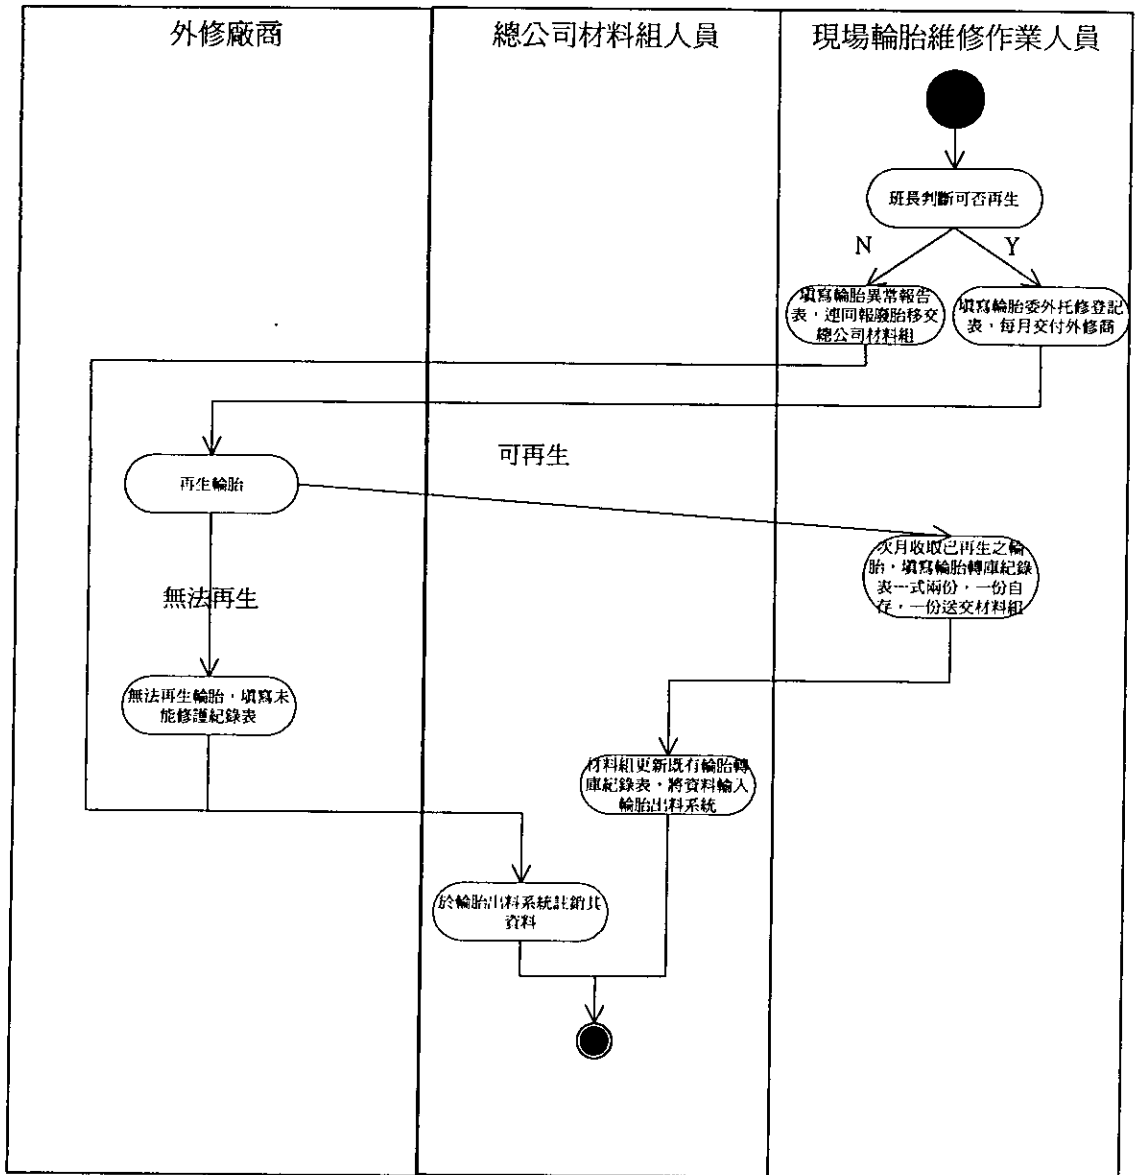 外修廠商
總公司材料組人員
現場輪胎維修作業人員
班長判斷可否再生
N
Y
填寫輪胎異常報告
表，連同報廢胎移交
總公司材料組
填寫輪胎委外托修登記
表，每月交付外修商
可再生
再生輪胎
次月收取已再生之輪
胎，填寫輪胎轉庫紀錄
表一式兩份，一份自
存，一份送交材料組
無法再生
無法再生輪胎，填寫未
能修護紀錄表
材料組更新既有輪胎轉
庫紀錄表，將資料輸入
輪胎出料系統
於輪胎出料系統註銷其
資料